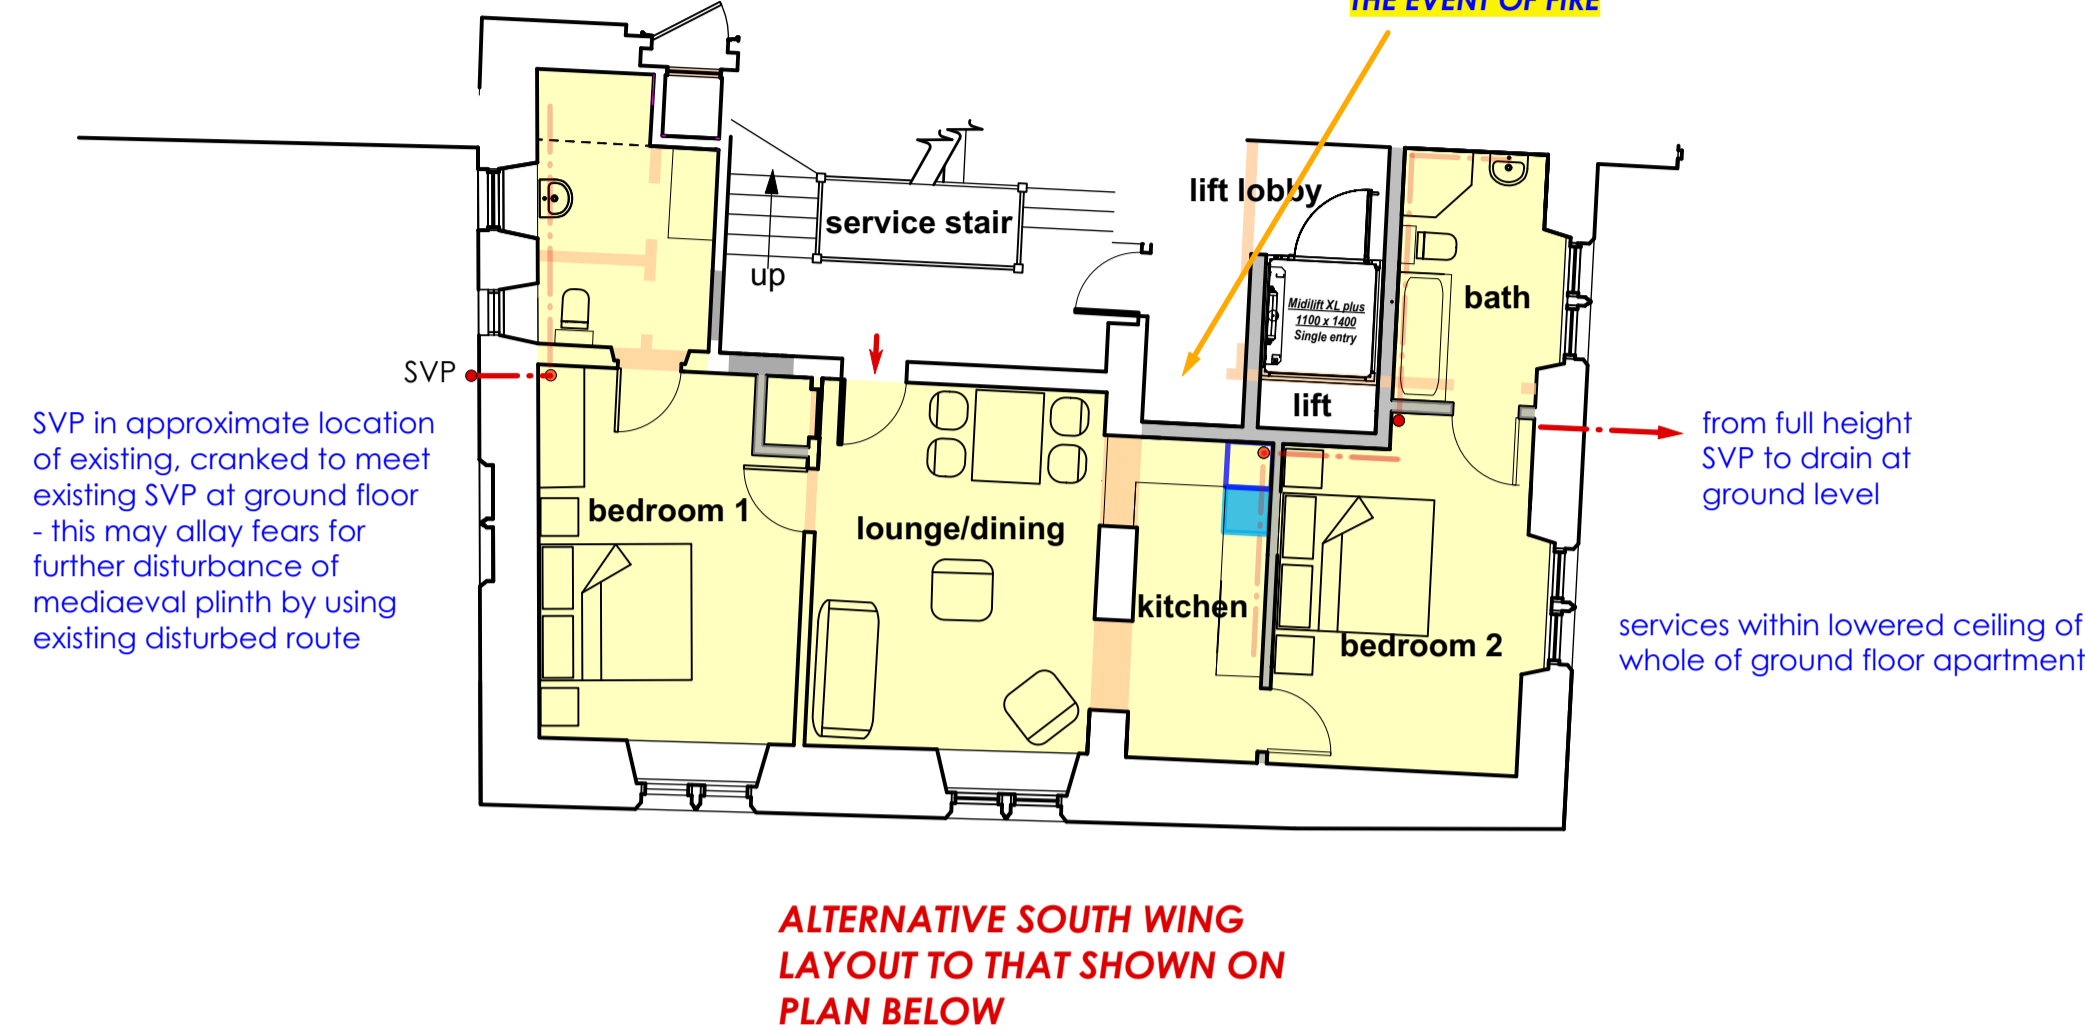 THE EVENT OF FIRE
lift lobby
service stair
up
Midilift XL plus
1100 x 1400
Single entry
bath
SVP
lift
SVP in approximate location
of existing, cranked to meet
existing SVP at ground floor
- this may allay fears for
further disturbance of
mediaeval plinth by using
existing disturbed route
from full height
SVP to drain at
ground level
bedroom 1
lounge/dining
kitchen
bedroom 2
services within lowered ceiling of
whole of ground floor apartment
ALTERNATIVE SOUTH WING
LAYOUT TO THAT SHOWN ON
PLAN BELOW